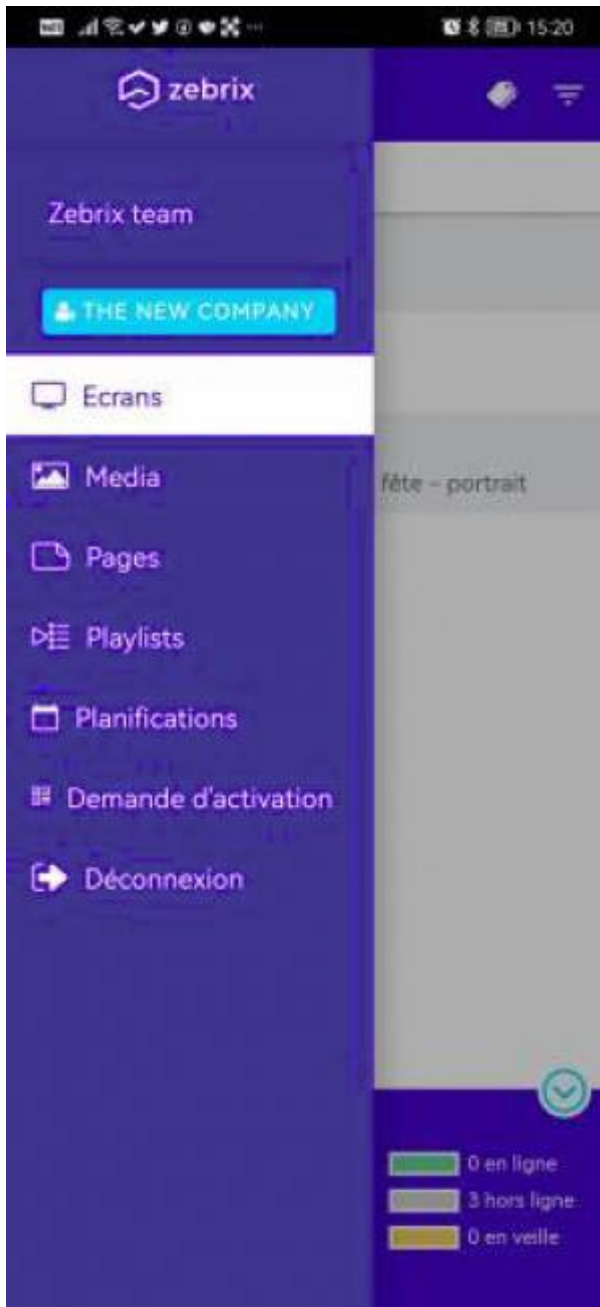 15:20
zebrix
Zebrix team
THE NEW COMPANY
Ecrans
Media
fête - portrait
Pages
Playlists
Planifications
Demande d'activation
Déconnexion
0 en ligne
3 hors ligne
0 en veille